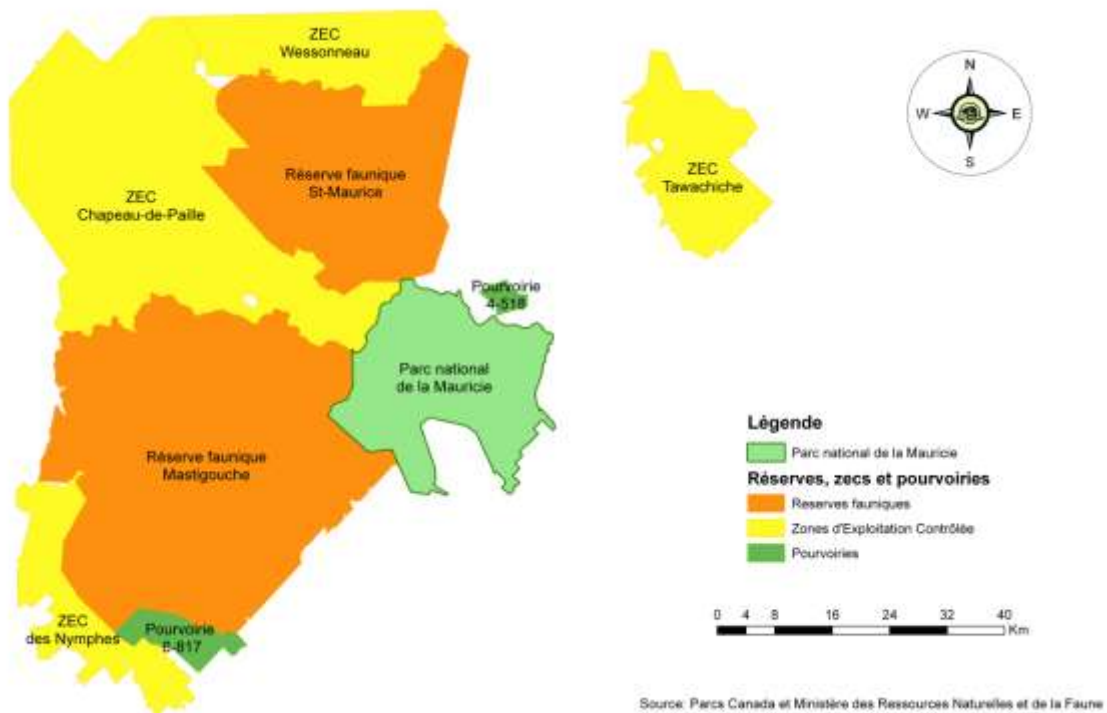 ZEC
Wessonneau
N
W
E
S
ZEC
Tawachiche
Réserve faunique
St-Maurice
ZEC
Chapeau-de-Paille
Pourvoirie
4-518
Parc national
de la Mauricie
Réserve faunique
Mastigouche
ZEC
des Nymphes
Pourvoirie
8-817
Légende
Parc national de la Mauricie
Réserves, zecs et pourvoiries
Reserves fauniques
Zones d'Exploitation Contrôlée
Pourvoiries
0 4 8 16 24 32 40
Km
Source: Parcs Canada et Ministère des Ressources Naturelles et de la Faune